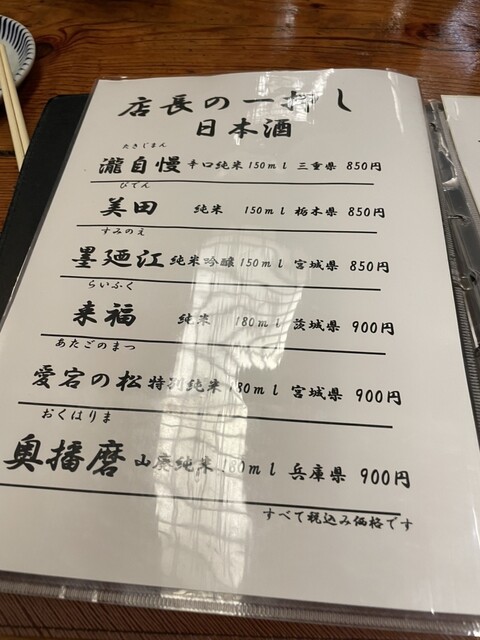 店長の一押し
日本酒
たきじまん
瀧自慢 辛口純米 150ml 三重県 850円
びでん
美田 純米 150ml 栃木県 850円
すみのえ
墨廼江 純米吟醸 150ml 宮城県 850円
らいふく
来福 純米 180ml 茨城県 900円
あたごのまつ
愛宕の松 特別純米 180ml 宮城県 900円
おくはりま
奥播磨 山廃純米 180ml 兵庫県 900円
すべて税込み価格です